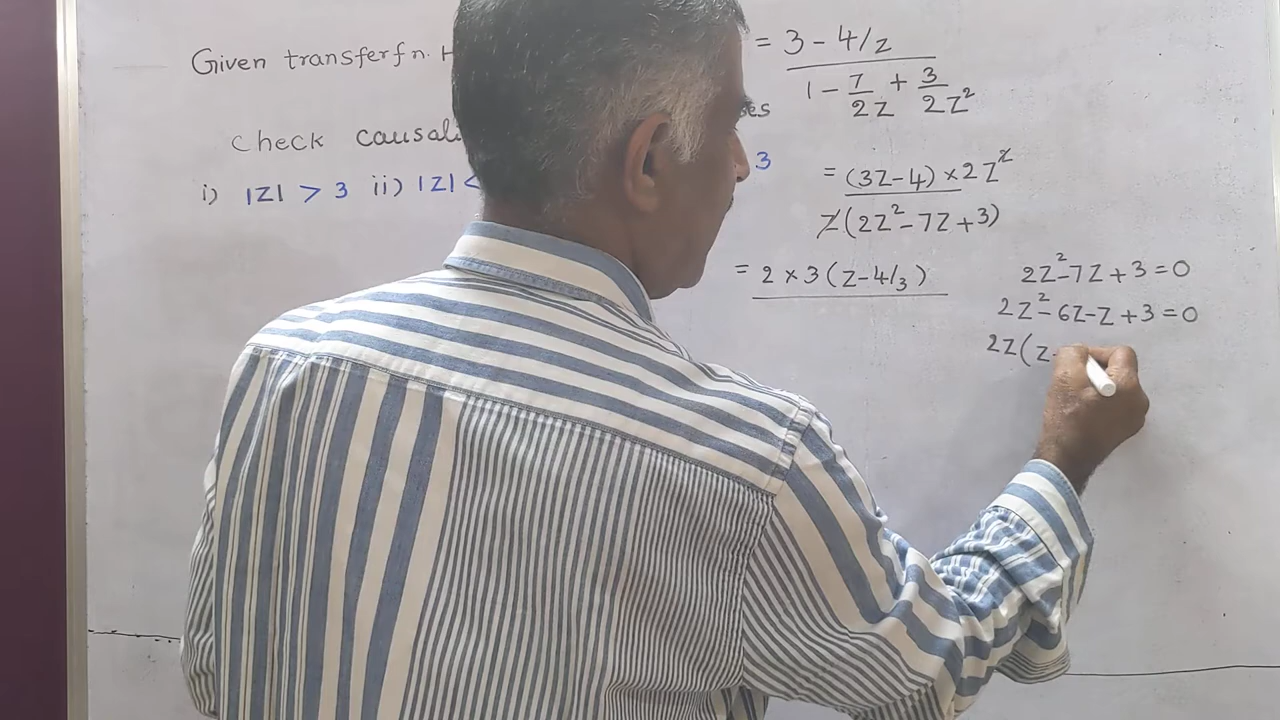 Given transferfn. H
= 3 - 4/z
1 - 7/2z + 3/2z²
check causali
ses
i) |z| > 3 ii) |z| <
3
= (3z-4) × 2z²
z(2z²-7z+3)
= 2 × 3(z-4/3)
2z²-7z+3=0
2z²-6z-z+3=0
2z(z-